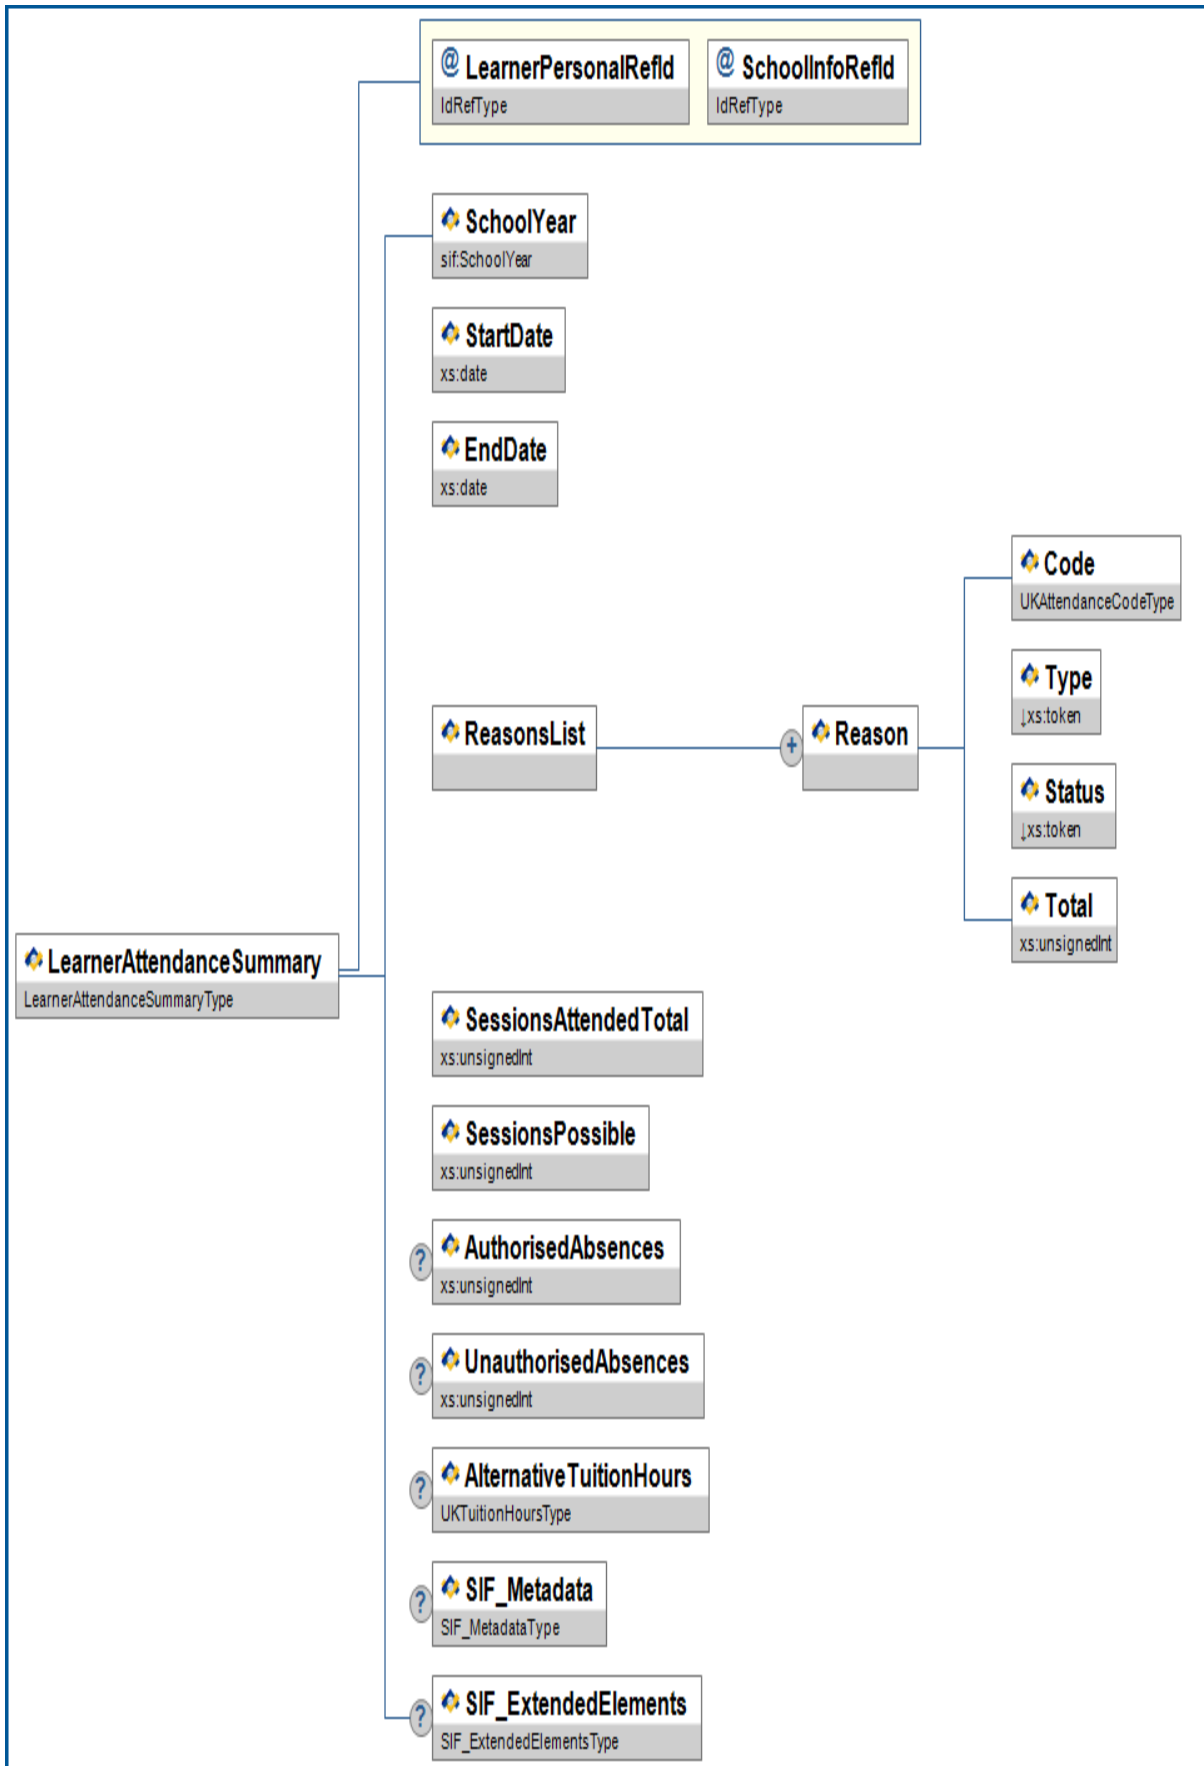 @ LearnerPersonalRefId
IdRefType
@ SchoolInfoRefId
IdRefType
SchoolYear
sif:SchoolYear
StartDate
xs:date
EndDate
xs:date
Code
UKAttendanceCodeType
Type
↓xs:token
ReasonsList
+
Reason
Status
↓xs:token
Total
xs:unsignedInt
LearnerAttendanceSummary
LearnerAttendanceSummaryType
SessionsAttendedTotal
xs:unsignedInt
SessionsPossible
xs:unsignedInt
?
AuthorisedAbsences
xs:unsignedInt
?
UnauthorisedAbsences
xs:unsignedInt
?
AlternativeTuitionHours
UKTuitionHoursType
?
SIF_Metadata
SIF_MetadataType
?
SIF_ExtendedElements
SIF_ExtendedElementsType